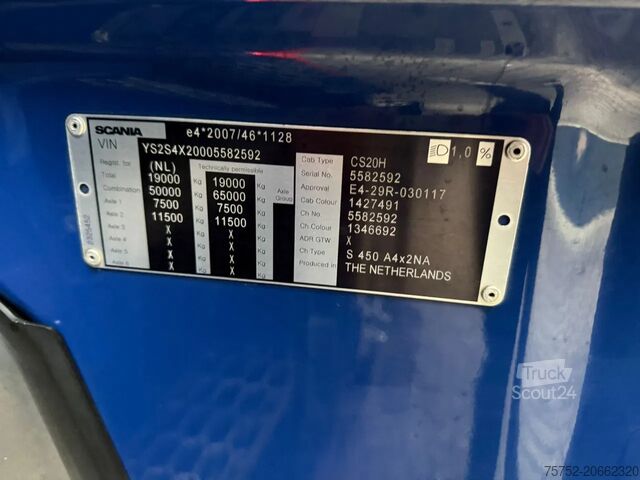 SCANIA e4*2007/46*1128
VIN YS2S4X20005582592
Regist. for (NL) Technically permissible
Total 19000 Kg 19000 Kg
Combination 50000 Kg 65000 Kg
Axle 1 7500 Kg 7500 Kg Axle Group
Axle 2 11500 Kg 11500 Kg
Axle 3 X Kg X Kg
Axle 4 X Kg X Kg
Axle 5 X Kg X Kg
Axle 6 X Kg X Kg
Cab Type CS20H 1,0 %
Serial No. 5582592
Approval E4-29R-030117
Cab Colour 1427491
Ch No 5582592
Ch.Colour 1346692
ADR GTW X
Ch Type S 450 A4x2NA
Produced in THE NETHERLANDS
Truck
Scout24
75752-20662320